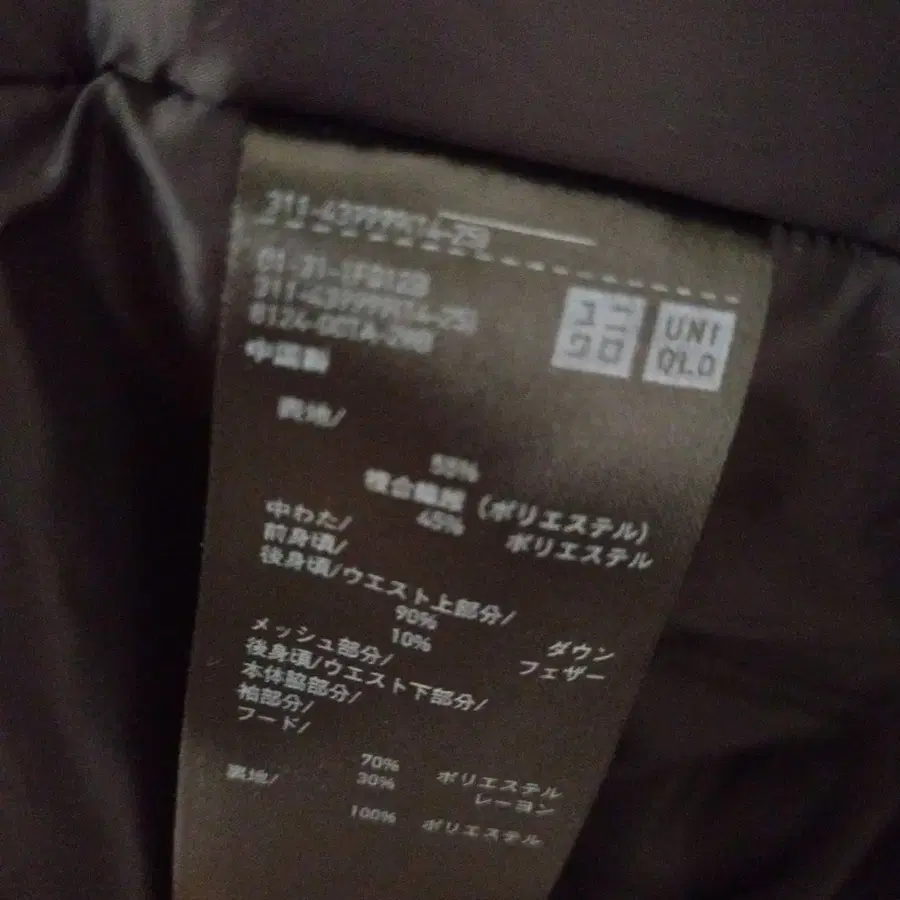 ユニ
クロ
UNI
QLO
中国製
表地/
55%
複合繊維 (ポリエステル)
45% ポリエステル
中わた/
前身頃/
後身頃/ウエスト上部分/
90% ダウン
10% フェザー
メッシュ部分/
後身頃/ウエスト下部分/
本体脇部分/
袖部分/
フード/
70% ポリエステル
30% レーヨン
裏地/
100% ポリエステル